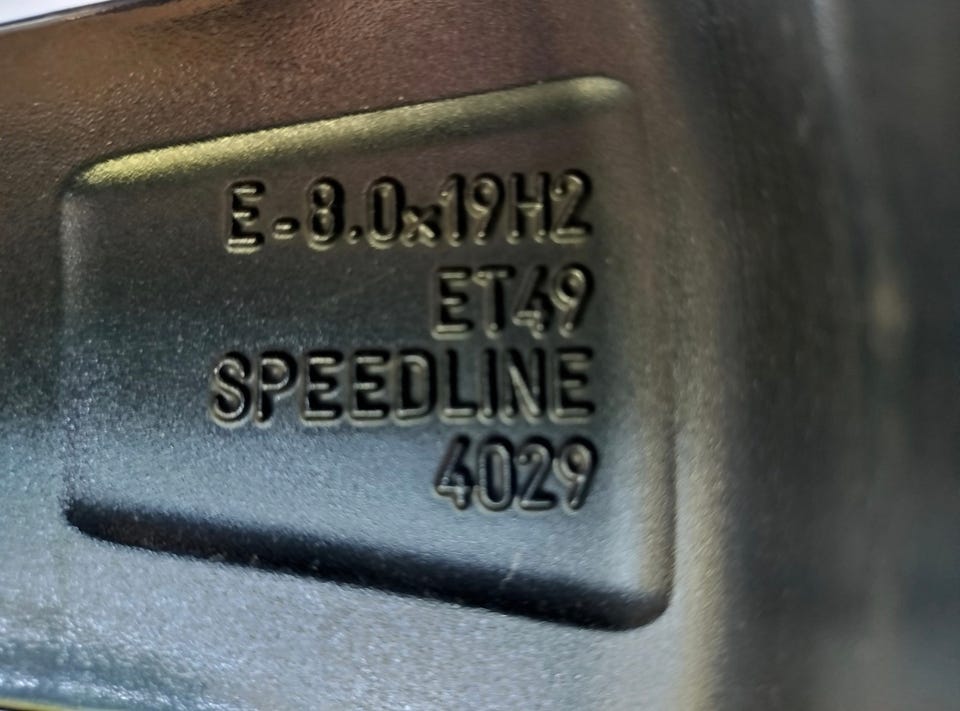 E-8.0x19H2
ET49
SPEEDLINE
4029